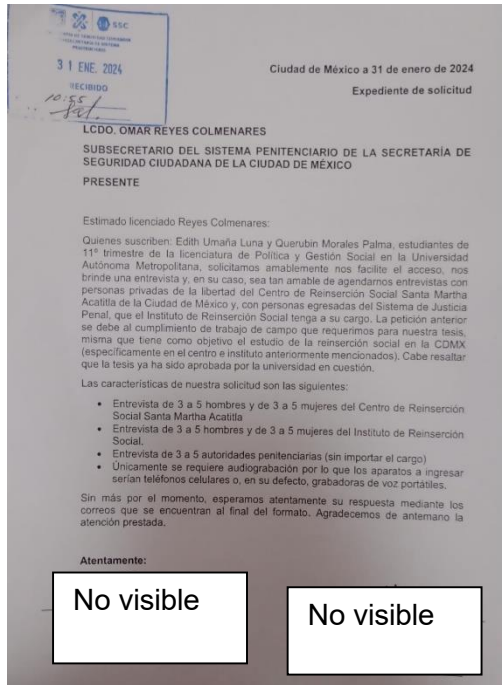 SSC
SUBSECRETARÍA DE SISTEMA
PENITENCIARIO
31 ENE. 2024
RECIBIDO
10:55
Ciudad de México a 31 de enero de 2024
Expediente de solicitud
LCDO. OMAR REYES COLMENARES
SUBSECRETARIO DEL SISTEMA PENITENCIARIO DE LA SECRETARÍA DE
SEGURIDAD CIUDADANA DE LA CIUDAD DE MÉXICO
PRESENTE
Estimado licenciado Reyes Colmenares:
Quienes suscriben: Edith Umaña Luna y Querubin Morales Palma, estudiantes de
11° trimestre de la licenciatura de Política y Gestión Social en la Universidad
Autónoma Metropolitana, solicitamos amablemente nos facilite el acceso, nos
brinde una entrevista y, en su caso, sea tan amable de agendarnos entrevistas con
personas privadas de la libertad del Centro de Reinserción Social Santa Martha
Acatitla de la Ciudad de México y, con personas egresadas del Sistema de Justicia
Penal, que el Instituto de Reinserción Social tenga a su cargo. La petición anterior
se debe al cumplimiento de trabajo de campo que requerimos para nuestra tesis,
misma que tiene como objetivo el estudio de la reinserción social en la CDMX
(específicamente en el centro e instituto anteriormente mencionados). Cabe resaltar
que la tesis ya ha sido aprobada por la universidad en cuestión.
Las características de nuestra solicitud son las siguientes:
• Entrevista de 3 a 5 hombres y de 3 a 5 mujeres del Centro de Reinserción
Social Santa Martha Acatitla
• Entrevista de 3 a 5 hombres y de 3 a 5 mujeres del Instituto de Reinserción
Social.
• Entrevista de 3 a 5 autoridades penitenciarias (sin importar el cargo)
• Únicamente se requiere audiograbación por lo que los aparatos a ingresar
serían teléfonos celulares o, en su defecto, grabadoras de voz portátiles.
Sin más por el momento, esperamos atentamente su respuesta mediante los
correos que se encuentran al final del formato. Agradecemos de antemano la
atención prestada.
Atentamente:
No visible
No visible